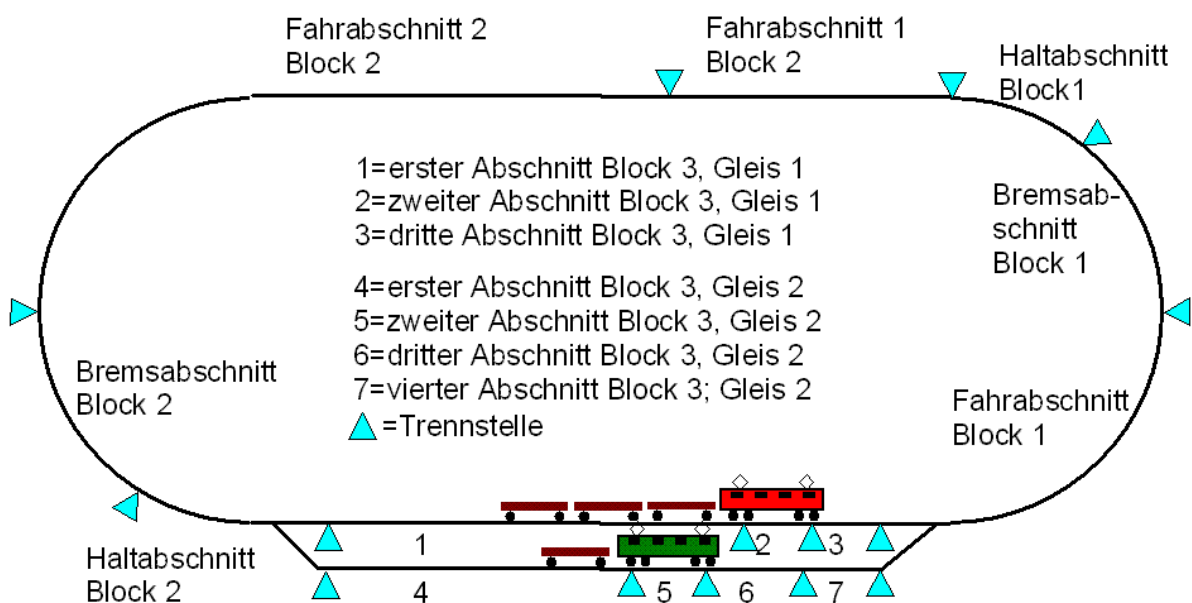 Fahrabschnitt 2
Block 2
Fahrabschnitt 1
Block 2
Haltabschnitt
Block1
1=erster Abschnitt Block 3, Gleis 1
2=zweiter Abschnitt Block 3, Gleis 1
3=dritte Abschnitt Block 3, Gleis 1
Bremsab-
schnitt
Block 1
4=erster Abschnitt Block 3, Gleis 2
5=zweiter Abschnitt Block 3, Gleis 2
6=dritter Abschnitt Block 3, Gleis 2
7=vierter Abschnitt Block 3; Gleis 2
=Trennstelle
Bremsabschnitt
Block 2
Fahrabschnitt
Block 1
Haltabschnitt
Block 2
1
2
3
4
5
6
7